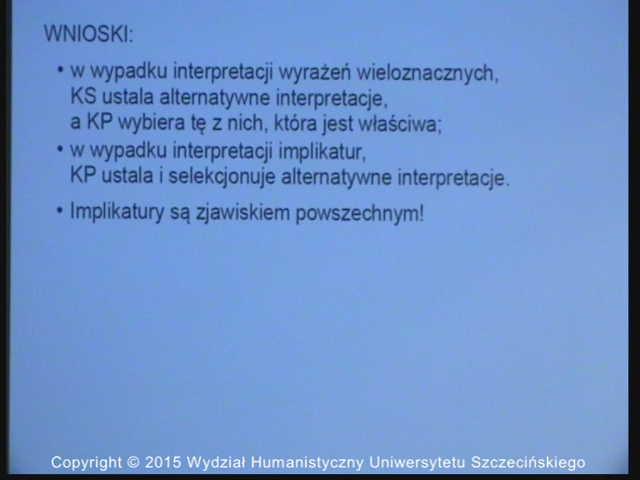 WNIOSKI:
• w wypadku interpretacji wyrażeń wieloznacznych,
KS ustala alternatywne interpretacje,
a KP wybiera tę z nich, która jest właściwa;
• w wypadku interpretacji implikatur,
KP ustala i selekcjonuje alternatywne interpretacje.
• Implikatury są zjawiskiem powszechnym!
Copyright © 2015 Wydział Humanistyczny Uniwersytetu Szczecińskiego